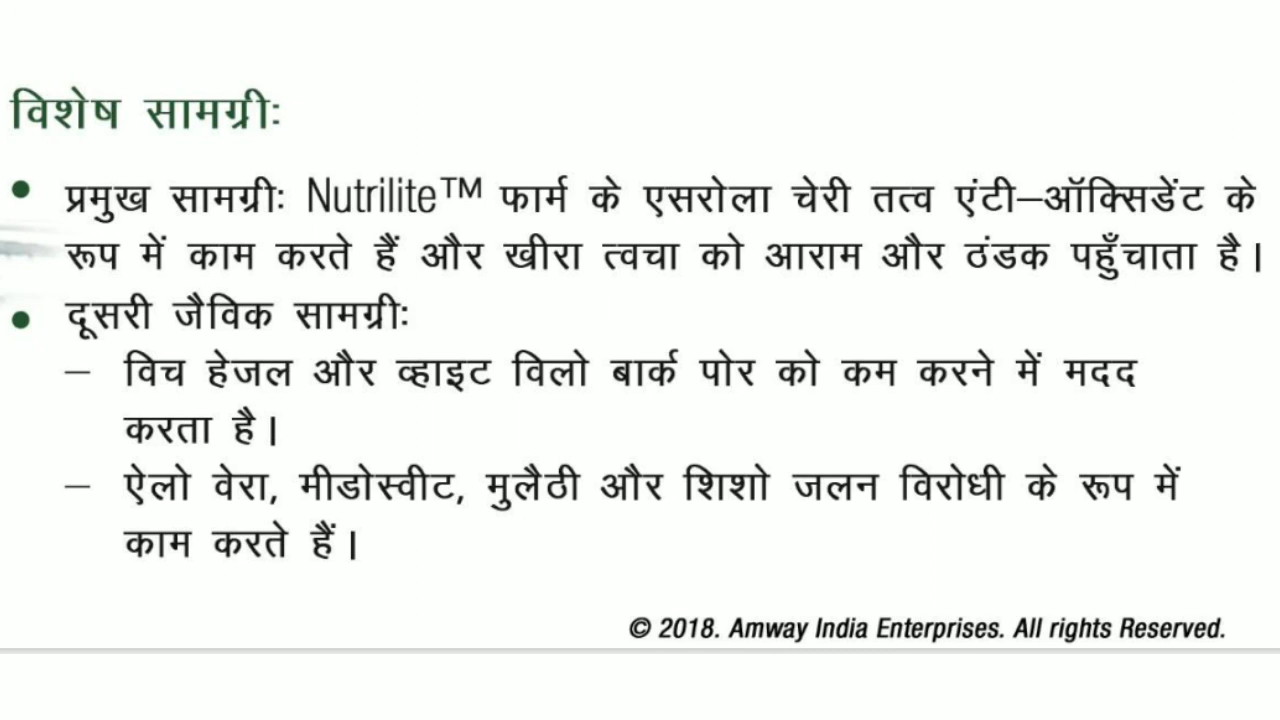 विशेष सामग्रीः
• प्रमुख सामग्रीः Nutrilite™ फार्म के एसरोला चेरी तत्व एंटी–ऑक्सिडेंट के
रूप में काम करते हैं और खीरा त्वचा को आराम और ठंडक पहुँचाता है।
• दूसरी जैविक सामग्रीः
– विच हेजल और व्हाइट विलो बार्क पोर को कम करने में मदद
करता है।
– ऐलो वेरा, मीडोस्वीट, मुलैठी और शिशो जलन विरोधी के रूप में
काम करते हैं।
© 2018. Amway India Enterprises. All rights Reserved.